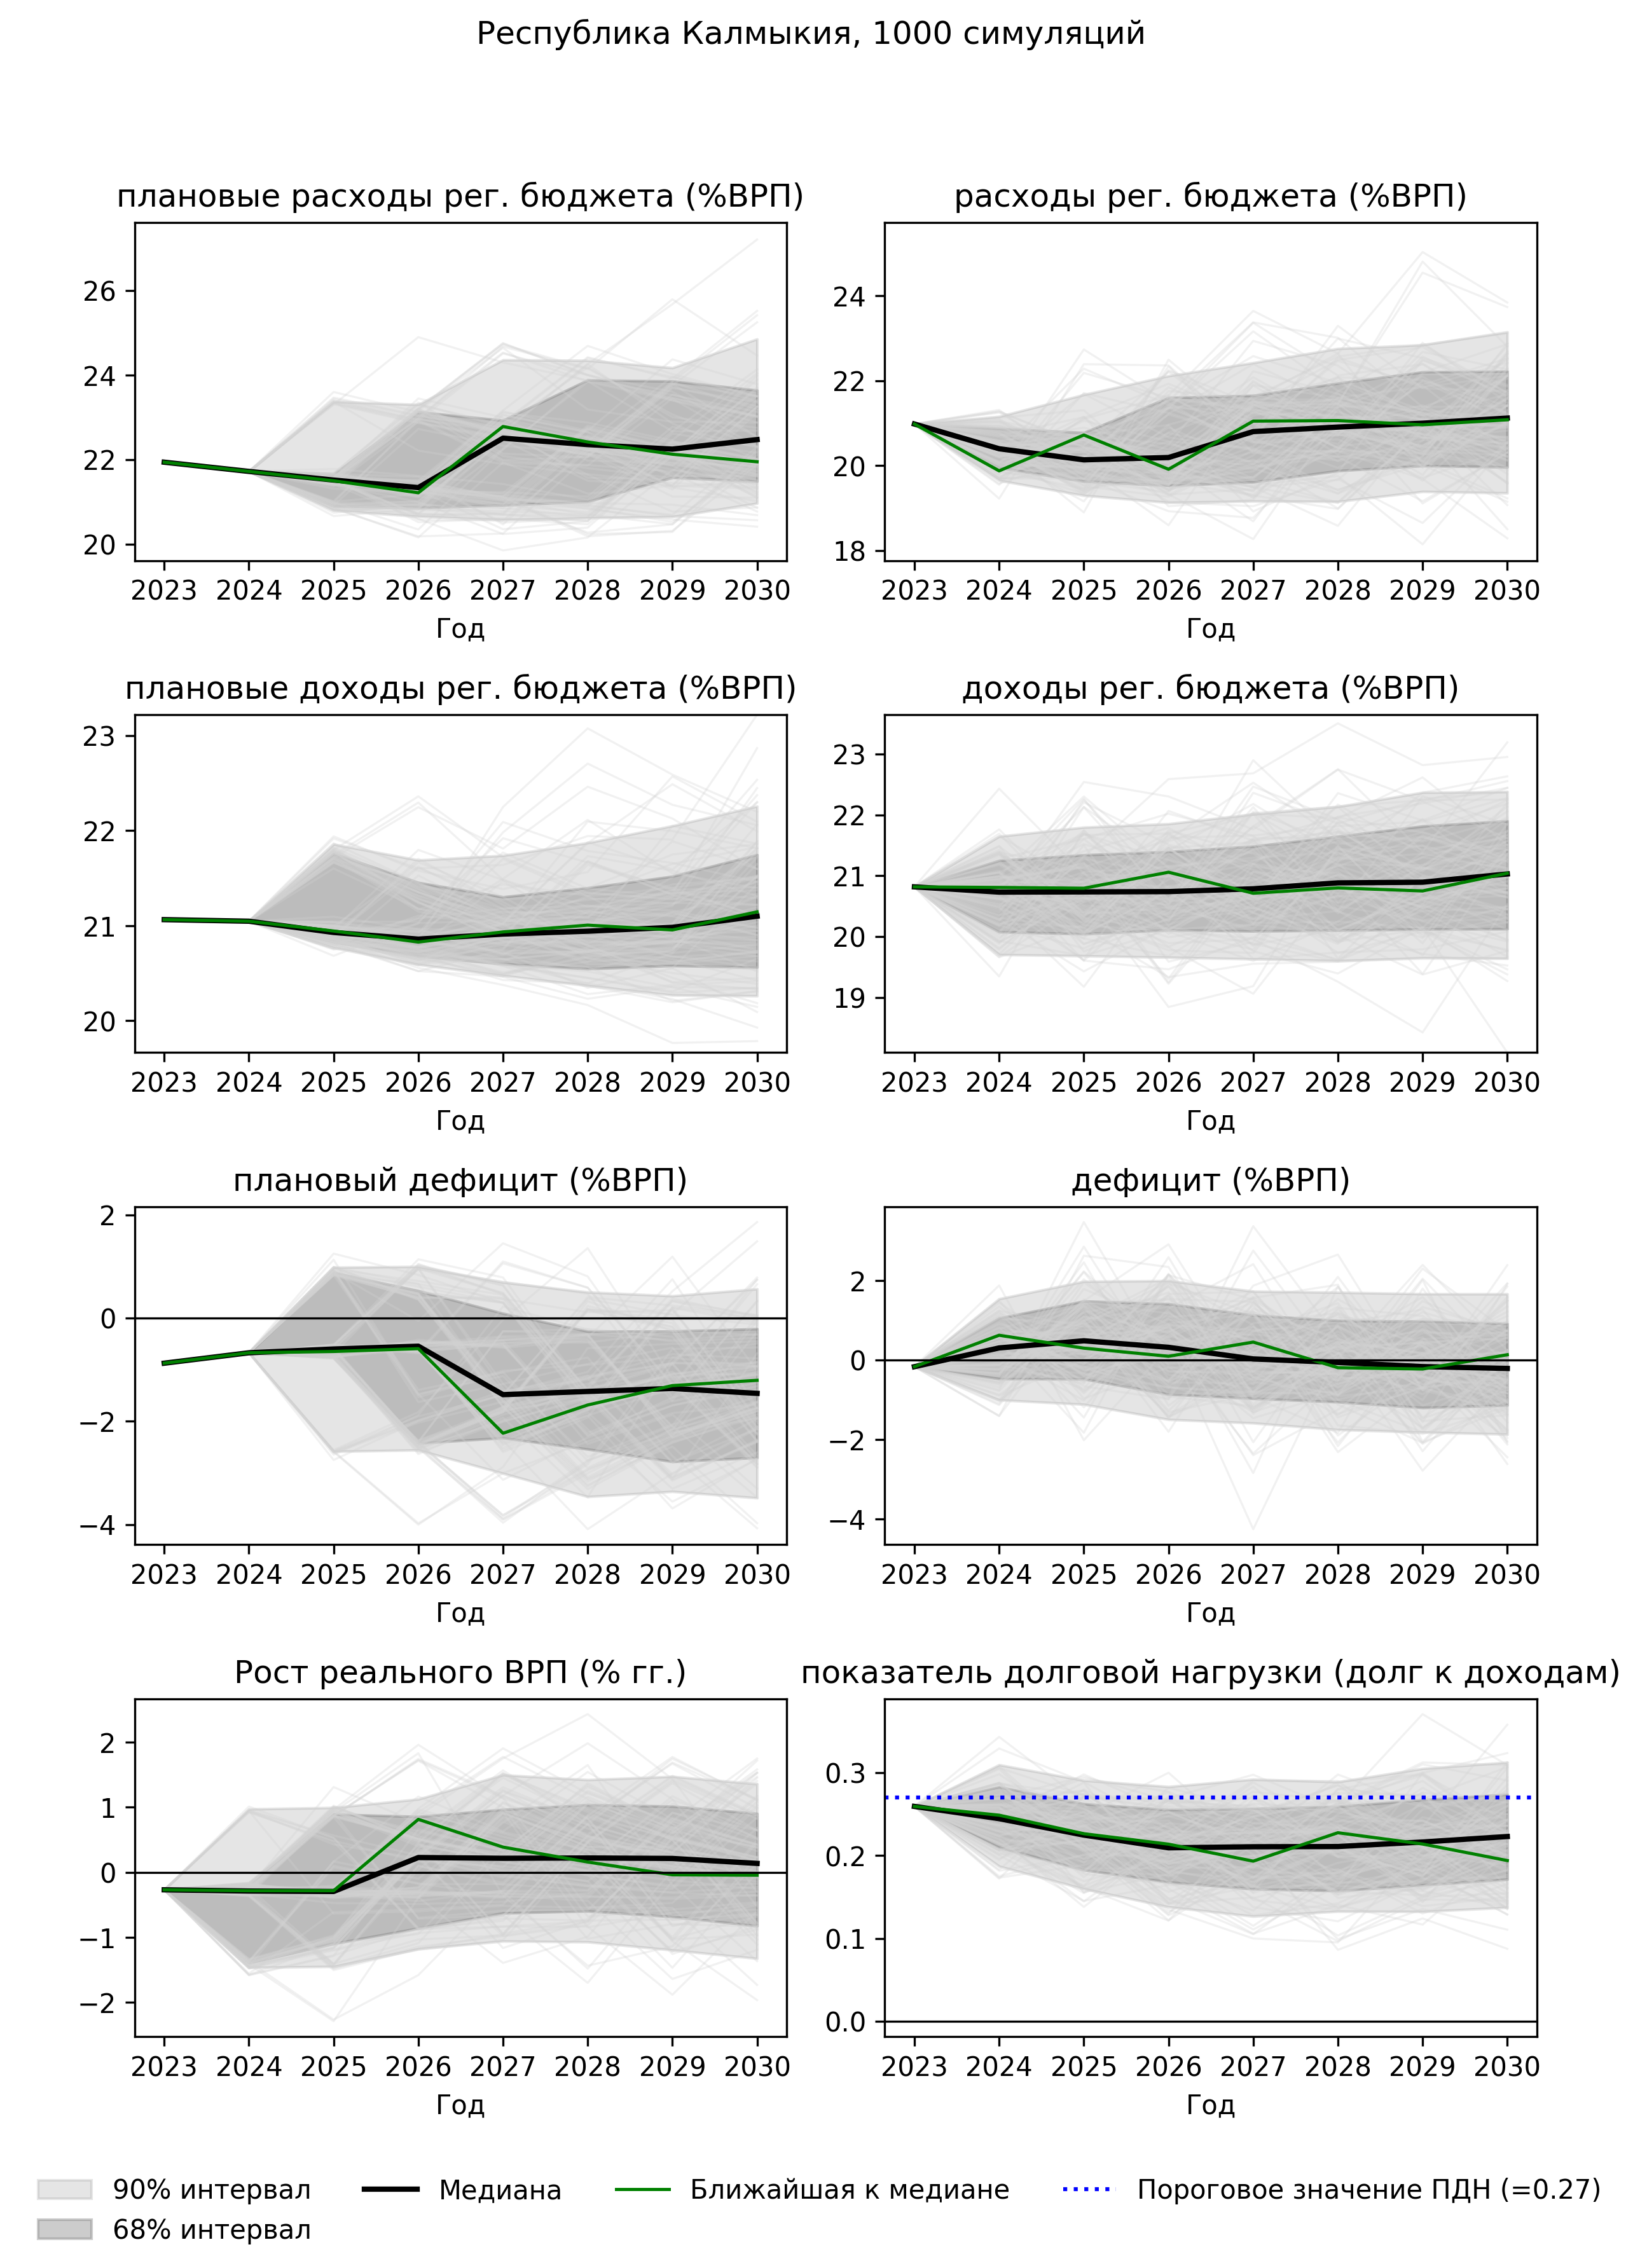 Республика Калмыкия, 1000 симуляций
плановые расходы рег. бюджета (%ВРП)
26
24
22
20
2023 2024 2025 2026 2027 2028 2029 2030
Год
расходы рег. бюджета (%ВРП)
24
22
20
18
2023 2024 2025 2026 2027 2028 2029 2030
Год
плановые доходы рег. бюджета (%ВРП)
23
22
21
20
2023 2024 2025 2026 2027 2028 2029 2030
Год
доходы рег. бюджета (%ВРП)
23
22
21
20
19
2023 2024 2025 2026 2027 2028 2029 2030
Год
плановый дефицит (%ВРП)
2
0
−2
−4
2023 2024 2025 2026 2027 2028 2029 2030
Год
дефицит (%ВРП)
2
0
−2
−4
2023 2024 2025 2026 2027 2028 2029 2030
Год
Рост реального ВРП (% гг.)
2
1
0
−1
−2
2023 2024 2025 2026 2027 2028 2029 2030
Год
показатель долговой нагрузки (долг к доходам)
0.3
0.2
0.1
0.0
2023 2024 2025 2026 2027 2028 2029 2030
Год
90% интервал
68% интервал
Медиана
Ближайшая к медиане
Пороговое значение ПДН (=0.27)